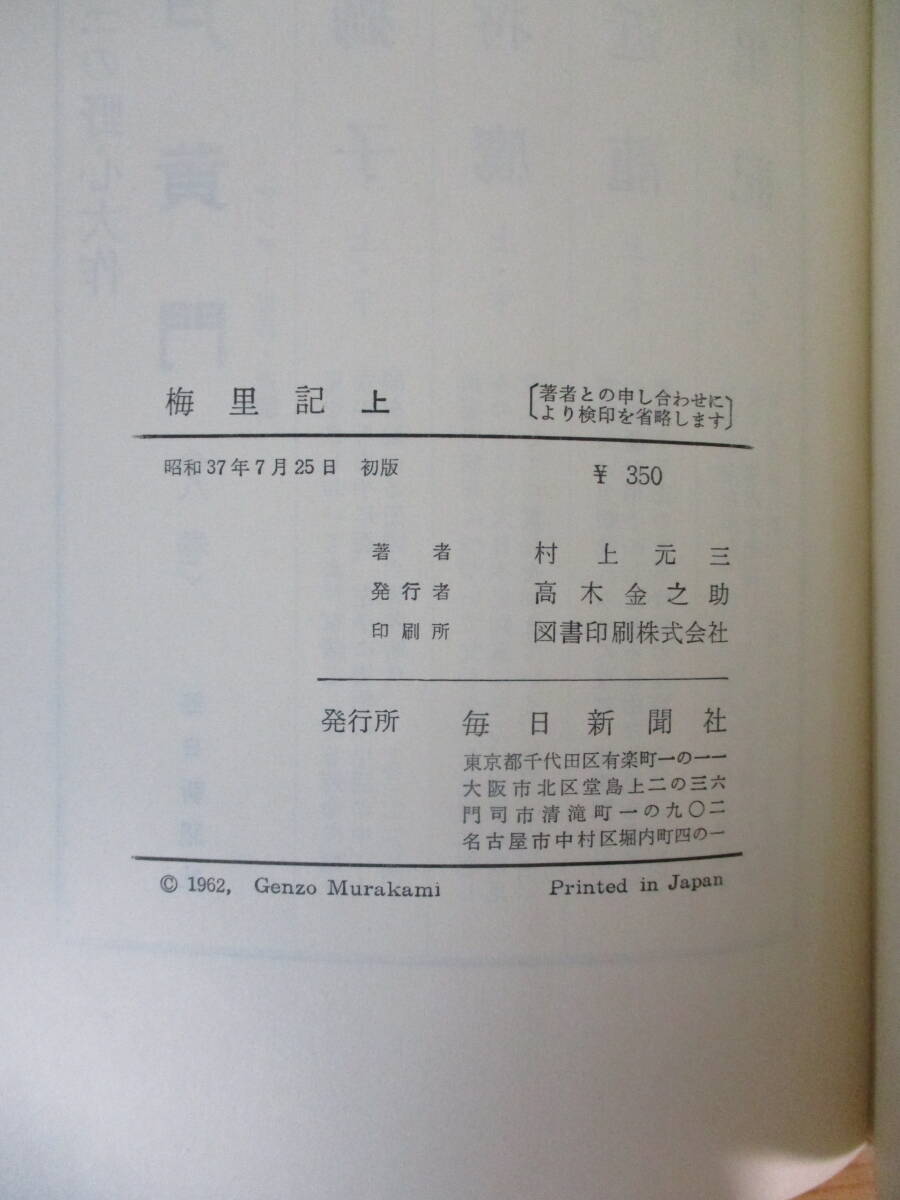 梅里記 上
〔著者との申し合わせに
より検印を省略します〕
昭和37年7月25日 初版 ¥ 350
著者 村上元三
発行者 高木金之助
印刷所 図書印刷株式会社
発行所 毎日新聞社
東京都千代田区有楽町一の一一
大阪市北区堂島上二の三六
門司市清滝町一の九〇二
名古屋市中村区堀内町四の一
© 1962, Genzo Murakami Printed in Japan